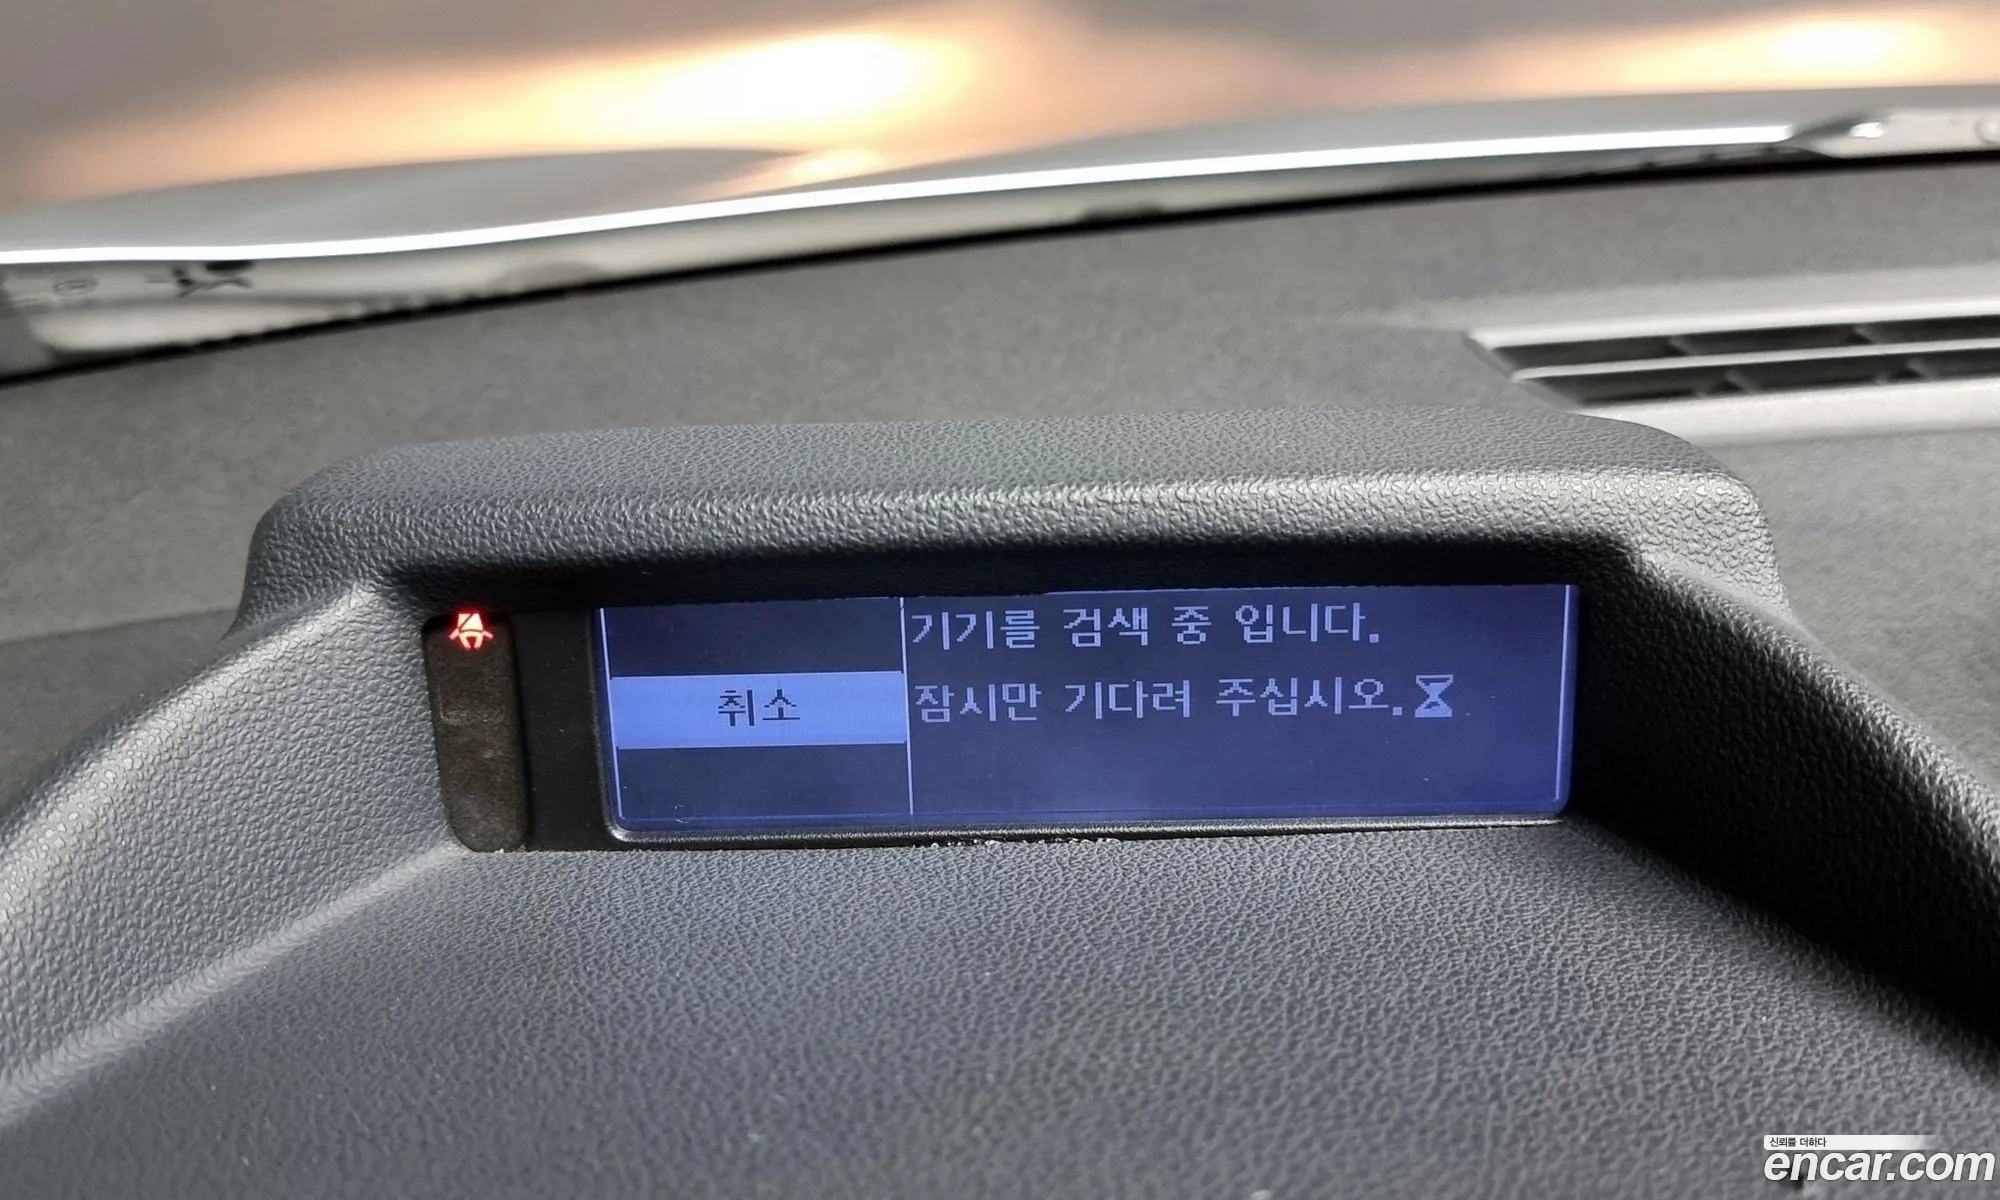 기기를 검색 중 입니다.
취소
잠시만 기다려 주십시오.
신뢰를 더하다
encar.com